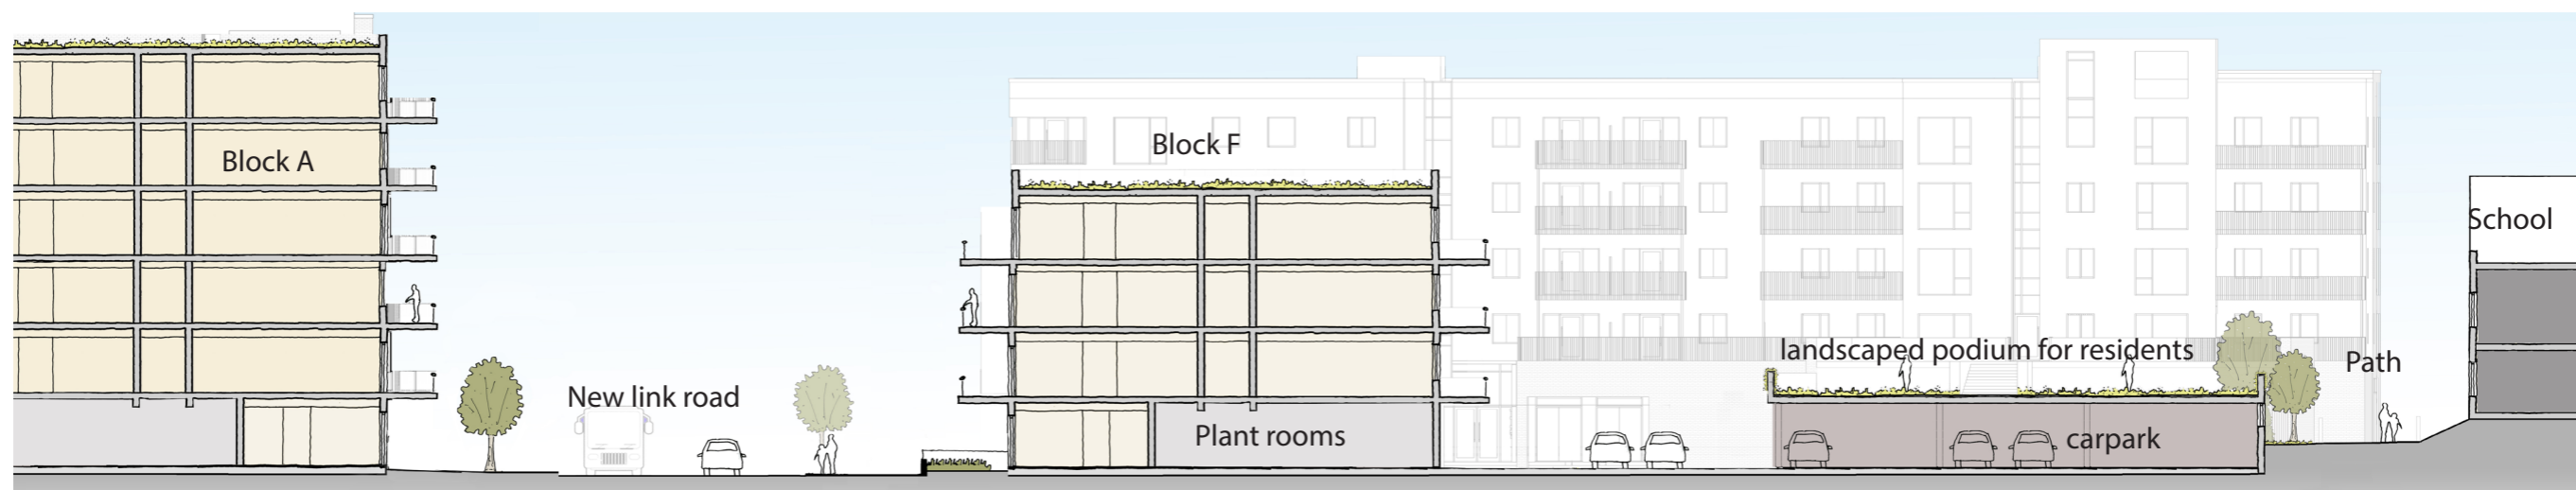 Block A
New link road
Block F
Plant rooms
landscaped podium for residents
carpark
Path
School